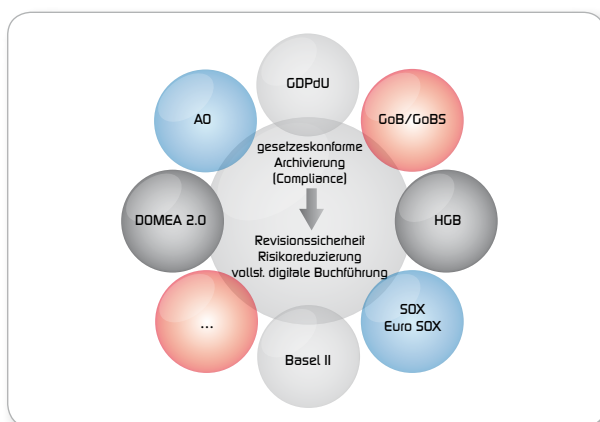 GDPdU
AO
GoB/GoBS
gesetzeskonforme
Archivierung
(Compliance)
DOMEA 2.0
HGB
Revisionssicherheit
Risikoreduzierung
vollst. digitale Buchführung
...
SOX
Euro SOX
Basel II